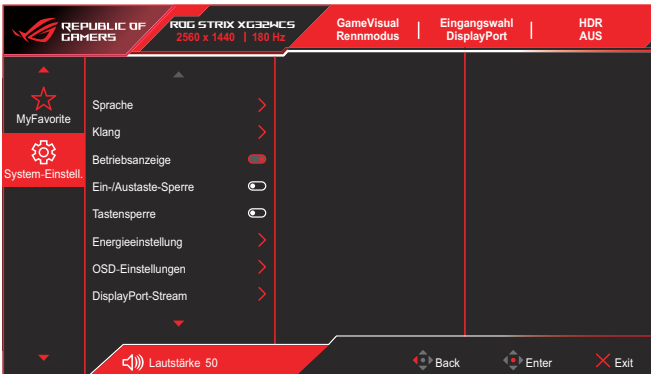 REPUBLIC OF
GAMERS
ROG STRIX XG32WCS
2560 x 1440 | 180 Hz
GameVisual
Rennmodus
Eingangswahl
DisplayPort
HDR
AUS
MyFavorite
System-Einstell.
Sprache
Klang
Betriebsanzeige
Ein-/Austaste-Sperre
Tastensperre
Energieeinstellung
OSD-Einstellungen
DisplayPort-Stream
Lautstärke 50
Back
Enter
Exit